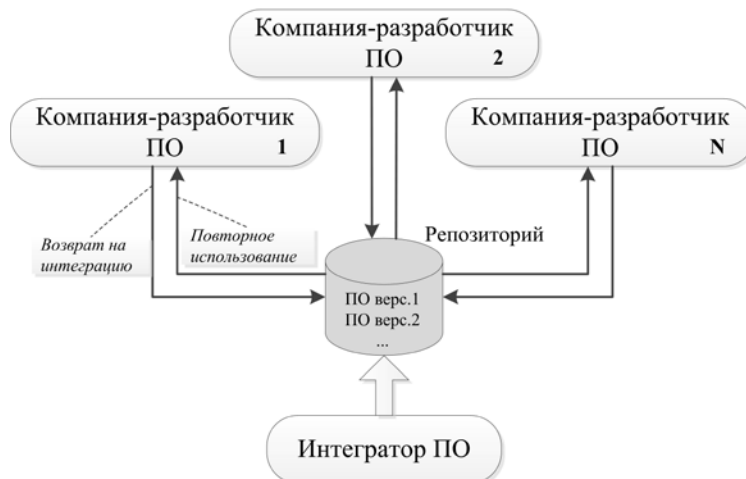 Компания-разработчик
ПО 2
Компания-разработчик
ПО 1
Компания-разработчик
ПО N
Возврат на
интеграцию
Повторное
использование
Репозиторий
ПО верс.1
ПО верс.2
...
Интегратор ПО